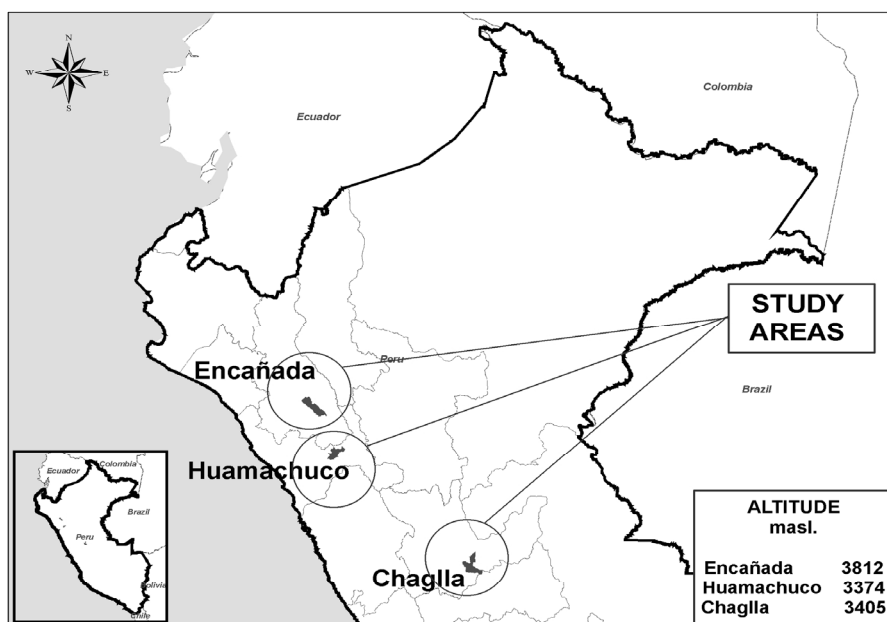 N
W E
S
Colombia
Ecuador
STUDY
AREAS
Encañada
Peru
Brazil
Huamachuco
Chaglla
Colombia
Ecuador
Brazil
Peru
Bolivia
Chile
ALTITUDE
masl.
Encañada 3812
Huamachuco 3374
Chaglla 3405